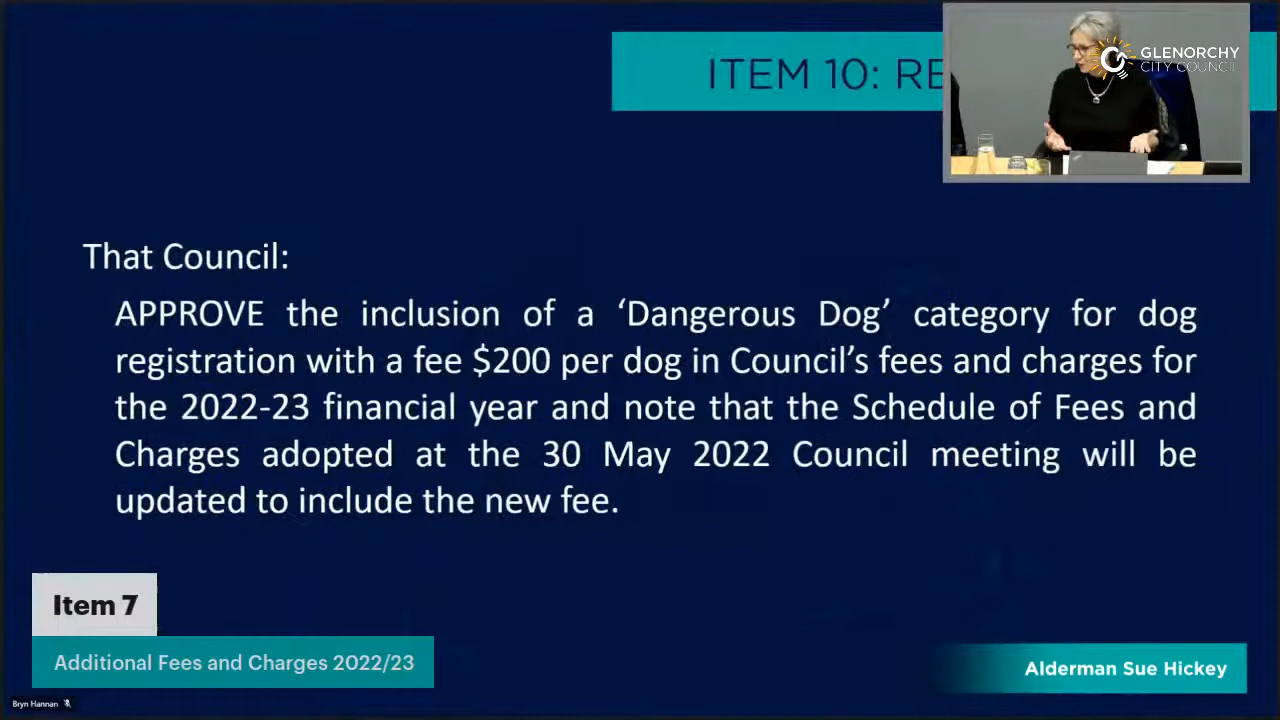 ITEM 10: RE
GLENORCHY
CITY COUNCIL
That Council:
APPROVE the inclusion of a ‘Dangerous Dog’ category for dog
registration with a fee $200 per dog in Council’s fees and charges for
the 2022-23 financial year and note that the Schedule of Fees and
Charges adopted at the 30 May 2022 Council meeting will be
updated to include the new fee.
Item 7
Additional Fees and Charges 2022/23
Alderman Sue Hickey
Bryn Hannan